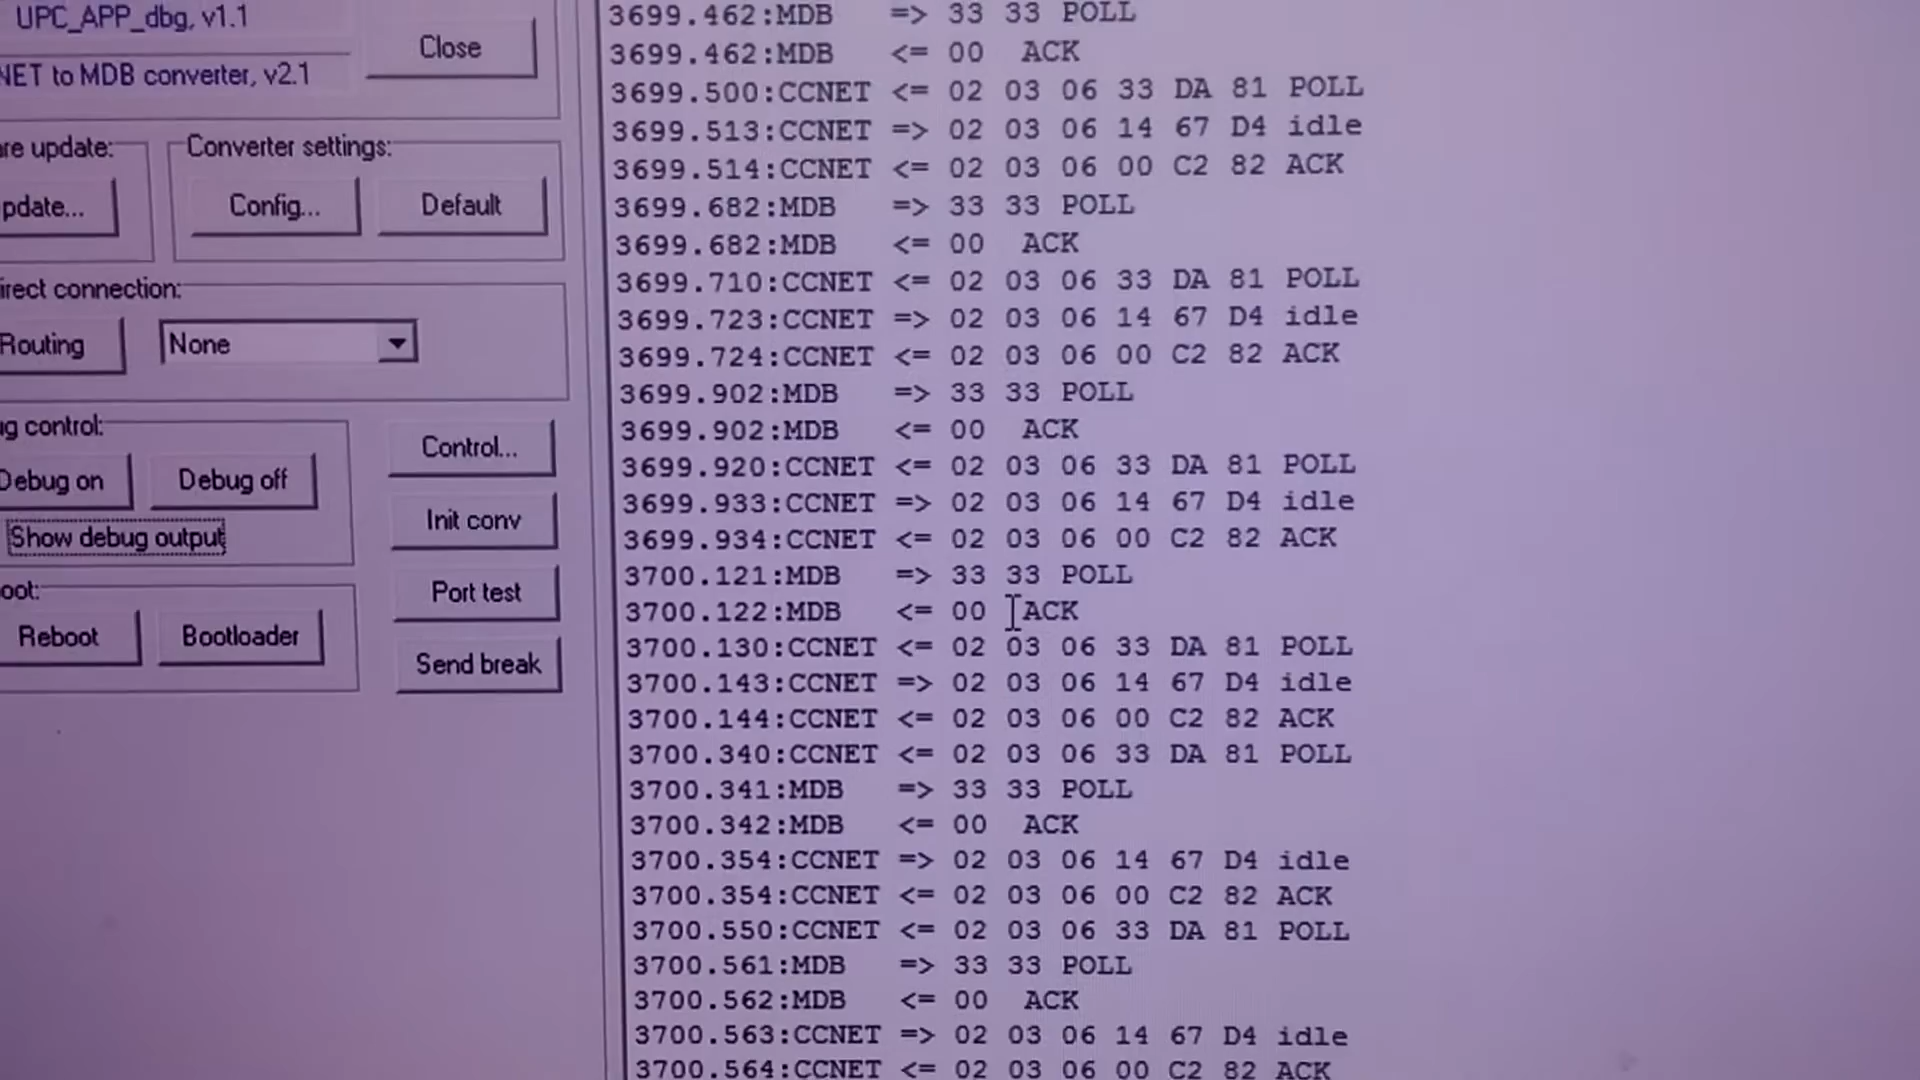 UPC_APP_dbg, v1.1
Close
NET to MDB converter, v2.1
re update:
Converter settings:
pdate...
Config...
Default
irect connection:
Routing
None
ug control:
Control...
Debug on
Debug off
Init conv
Show debug output
oot:
Port test
Reboot
Bootloader
Send break
3699.462:MDB => 33 33 POLL
3699.462:MDB <= 00 ACK
3699.500:CCNET <= 02 03 06 33 DA 81 POLL
3699.513:CCNET => 02 03 06 14 67 D4 idle
3699.514:CCNET <= 02 03 06 00 C2 82 ACK
3699.682:MDB => 33 33 POLL
3699.682:MDB <= 00 ACK
3699.710:CCNET <= 02 03 06 33 DA 81 POLL
3699.723:CCNET => 02 03 06 14 67 D4 idle
3699.724:CCNET <= 02 03 06 00 C2 82 ACK
3699.902:MDB => 33 33 POLL
3699.902:MDB <= 00 ACK
3699.920:CCNET <= 02 03 06 33 DA 81 POLL
3699.933:CCNET => 02 03 06 14 67 D4 idle
3699.934:CCNET <= 02 03 06 00 C2 82 ACK
3700.121:MDB => 33 33 POLL
3700.122:MDB <= 00 ACK
3700.130:CCNET <= 02 03 06 33 DA 81 POLL
3700.143:CCNET => 02 03 06 14 67 D4 idle
3700.144:CCNET <= 02 03 06 00 C2 82 ACK
3700.340:CCNET <= 02 03 06 33 DA 81 POLL
3700.341:MDB => 33 33 POLL
3700.342:MDB <= 00 ACK
3700.354:CCNET => 02 03 06 14 67 D4 idle
3700.354:CCNET <= 02 03 06 00 C2 82 ACK
3700.550:CCNET <= 02 03 06 33 DA 81 POLL
3700.561:MDB => 33 33 POLL
3700.562:MDB <= 00 ACK
3700.563:CCNET => 02 03 06 14 67 D4 idle
3700.564:CCNET <= 02 03 06 00 C2 82 ACK